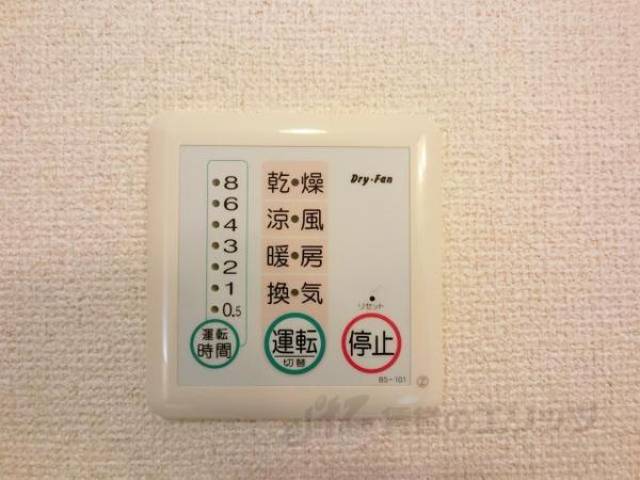 Dry-Fan
8
6
4
3
2
1
0.5
乾・燥
涼・風
暖・房
換・気
リセット
運転
時間
運転
切替
停止
BS-101